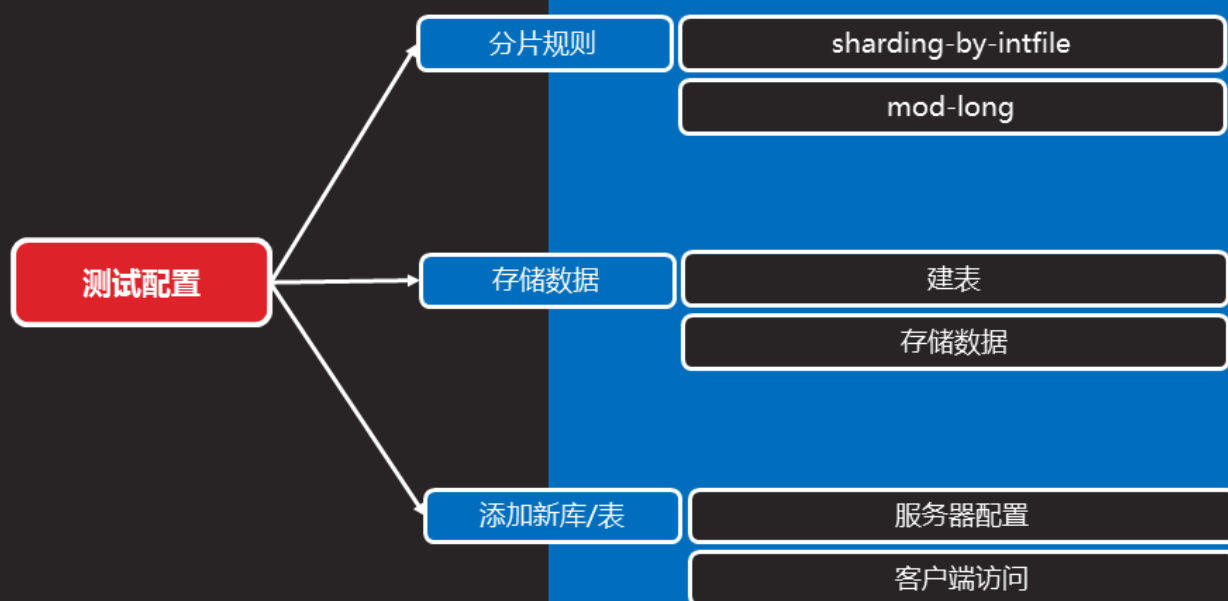 分片规则
sharding-by-intfile
mod-long
测试配置
存储数据
建表
存储数据
添加新库/表
服务器配置
客户端访问